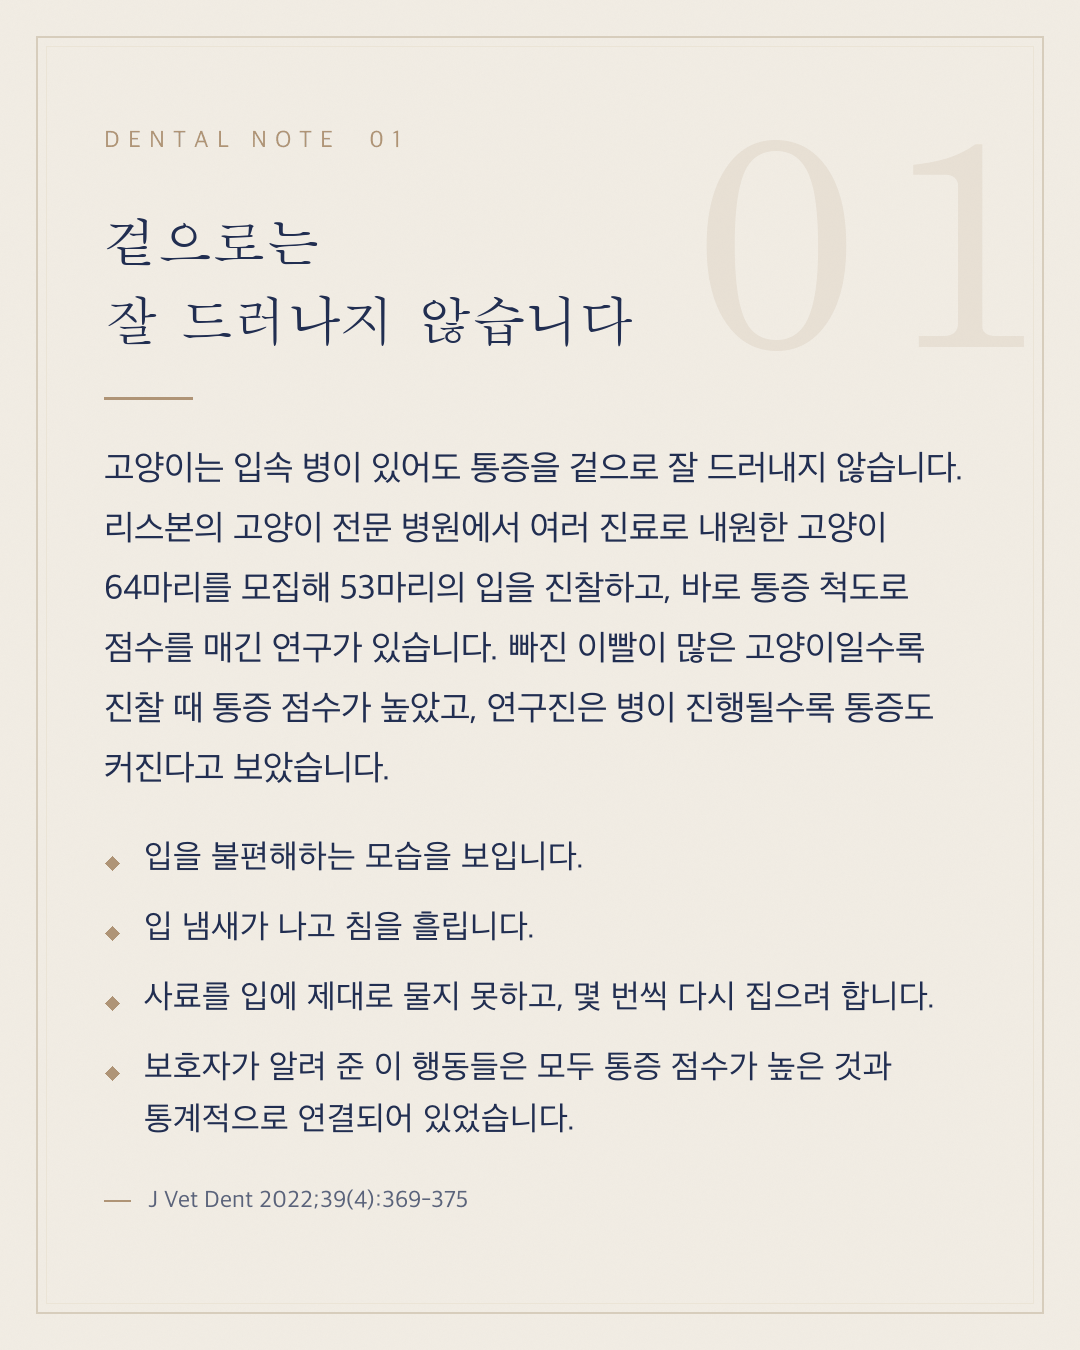 DENTAL NOTE 01
01
겉으로는
잘 드러나지 않습니다
고양이는 입속 병이 있어도 통증을 겉으로 잘 드러내지 않습니다.
리스본의 고양이 전문 병원에서 여러 진료로 내원한 고양이
64마리를 모집해 53마리의 입을 진찰하고, 바로 통증 척도로
점수를 매긴 연구가 있습니다. 빠진 이빨이 많은 고양이일수록
진찰 때 통증 점수가 높았고, 연구진은 병이 진행될수록 통증도
커진다고 보았습니다.
◆ 입을 불편해하는 모습을 보입니다.
◆ 입 냄새가 나고 침을 흘립니다.
◆ 사료를 입에 제대로 물지 못하고, 몇 번씩 다시 집으려 합니다.
◆ 보호자가 알려 준 이 행동들은 모두 통증 점수가 높은 것과
통계적으로 연결되어 있었습니다.
— J Vet Dent 2022;39(4):369-375